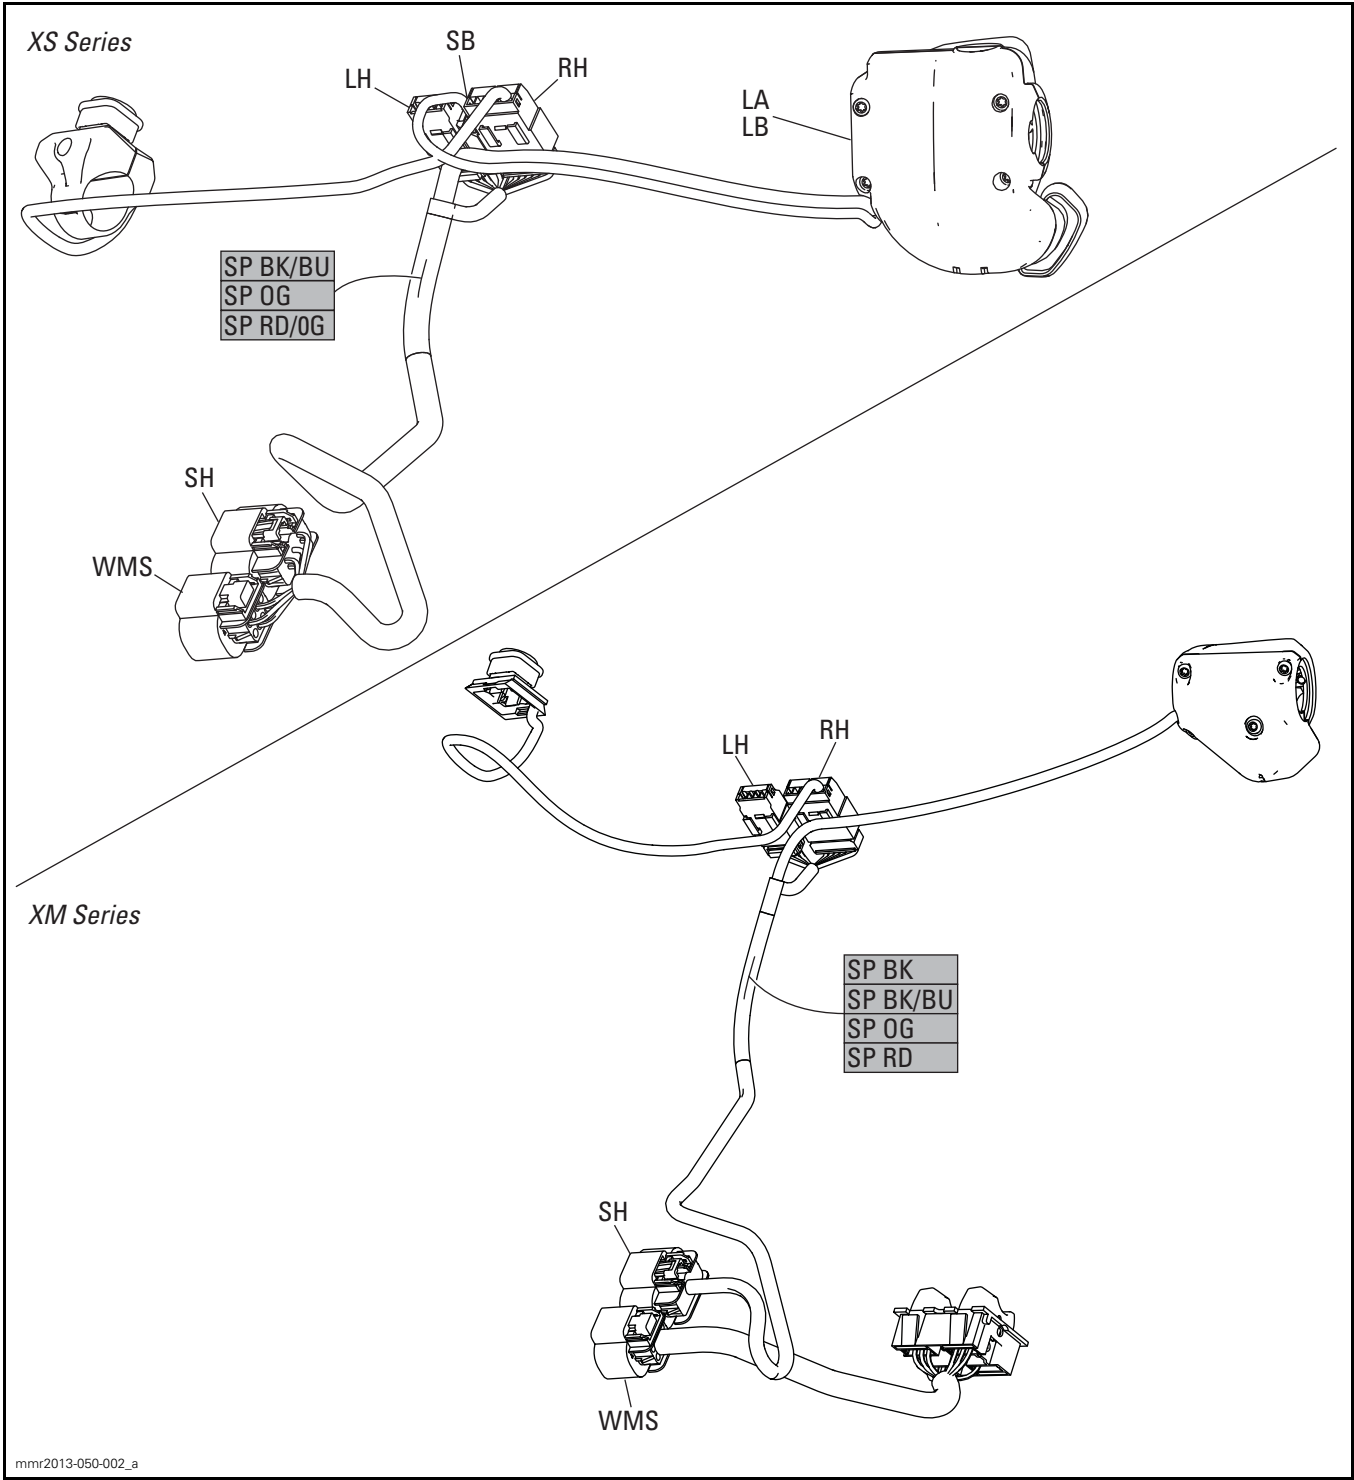 XS Series
SB
LH
RH
LA
LB
SP BK/BU
SP OG
SP RD/0G
SH
WMS
LH
RH
XM Series
SP BK
SP BK/BU
SP OG
SP RD
SH
WMS
mmr2013-050-002_a